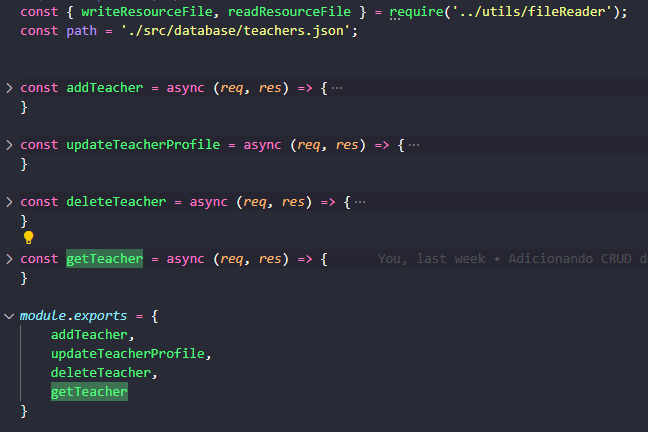 const { writeResourceFile, readResourceFile } = require('../utils/fileReader');
const path = './src/database/teachers.json';
const addTeacher = async (req, res) => {⋯
}
const updateTeacherProfile = async (req, res) => {⋯
}
const deleteTeacher = async (req, res) => {⋯
}
const getTeacher = async (req, res) => { You, last week • Adicionando CRUD d
}
module.exports = {
addTeacher,
updateTeacherProfile,
deleteTeacher,
getTeacher
}